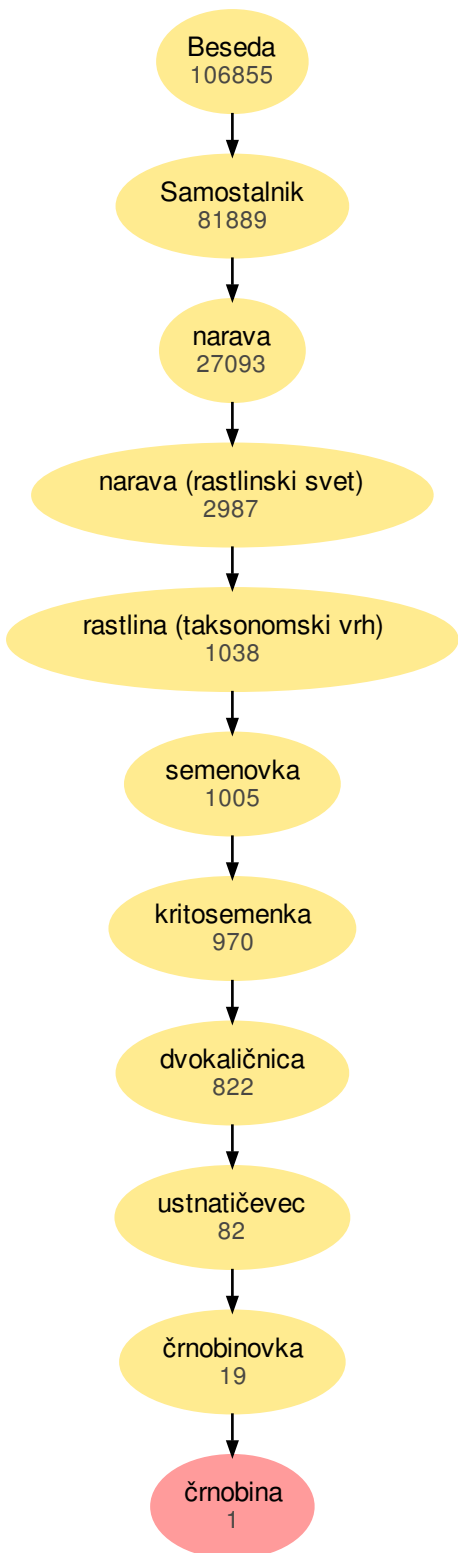 Beseda
106855
Samostalnik
81889
narava
27093
narava (rastlinski svet)
2987
rastlina (taksonomski vrh)
1038
semenovka
1005
kritosemenka
970
dvokaličnica
822
ustnatičevec
82
črnobinovka
19
črnobina
1